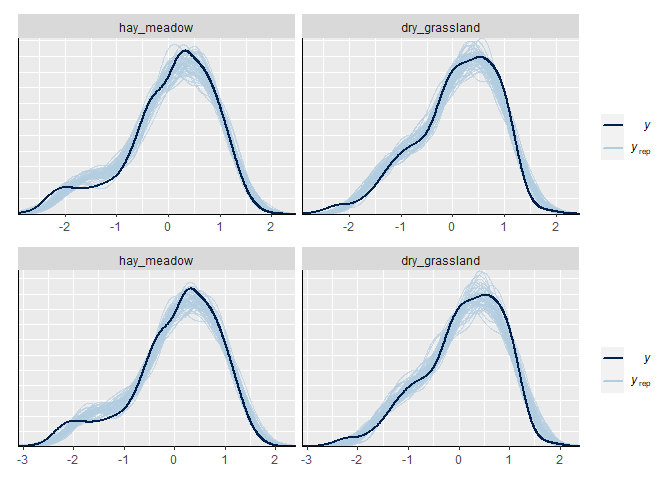 hay_meadow dry_grassland
y
y rep
-2 -1 0 1 2 -2 -1 0 1 2
hay_meadow dry_grassland
y
y rep
-3 -2 -1 0 1 2 -3 -2 -1 0 1 2